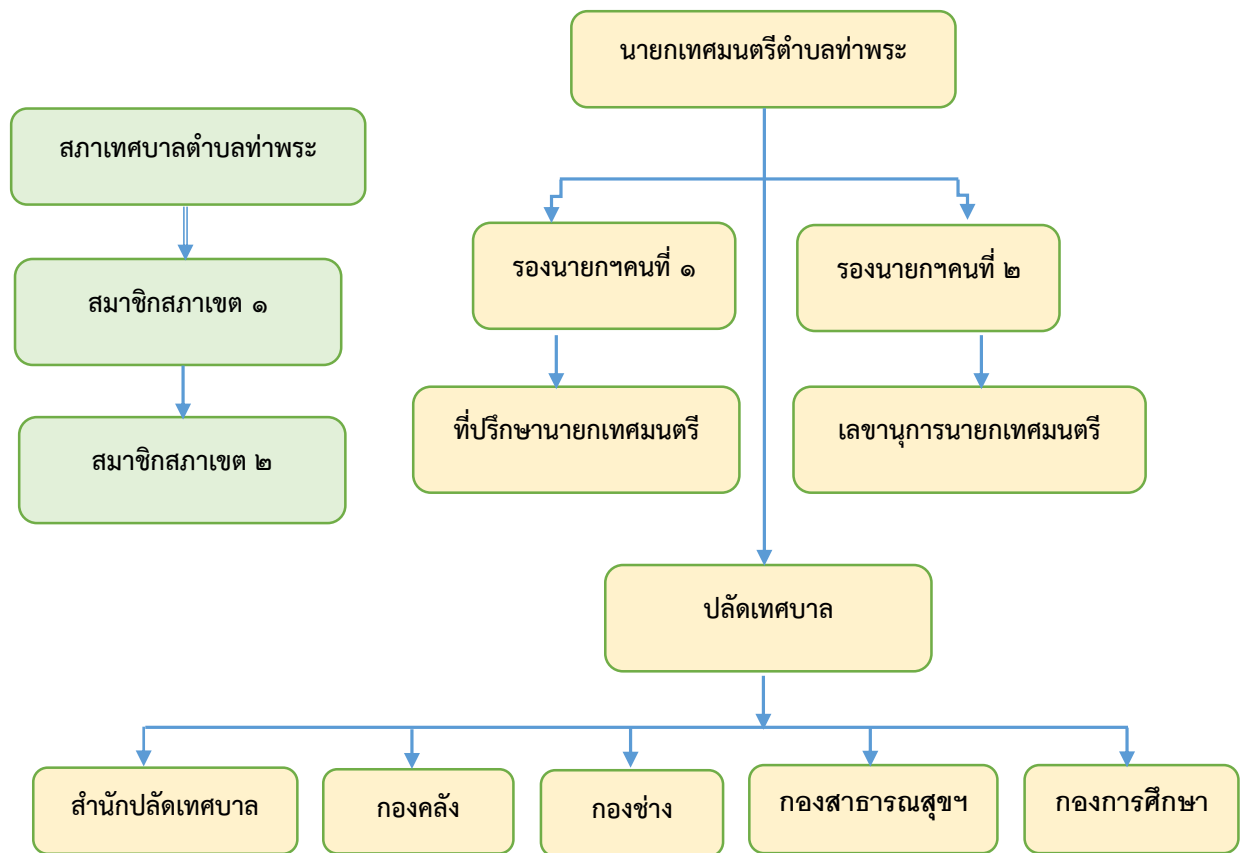 นายกเทศมนตรีตำบลท่าพระ
สภาเทศบาลตำบลท่าพระ
รองนายกฯคนที่ ๑
รองนายกฯคนที่ ๒
สมาชิกสภาเขต ๑
ที่ปรึกษานายกเทศมนตรี
เลขานุการนายกเทศมนตรี
สมาชิกสภาเขต ๒
ปลัดเทศบาล
สำนักปลัดเทศบาล
กองคลัง
กองช่าง
กองสาธารณสุขฯ
กองการศึกษา